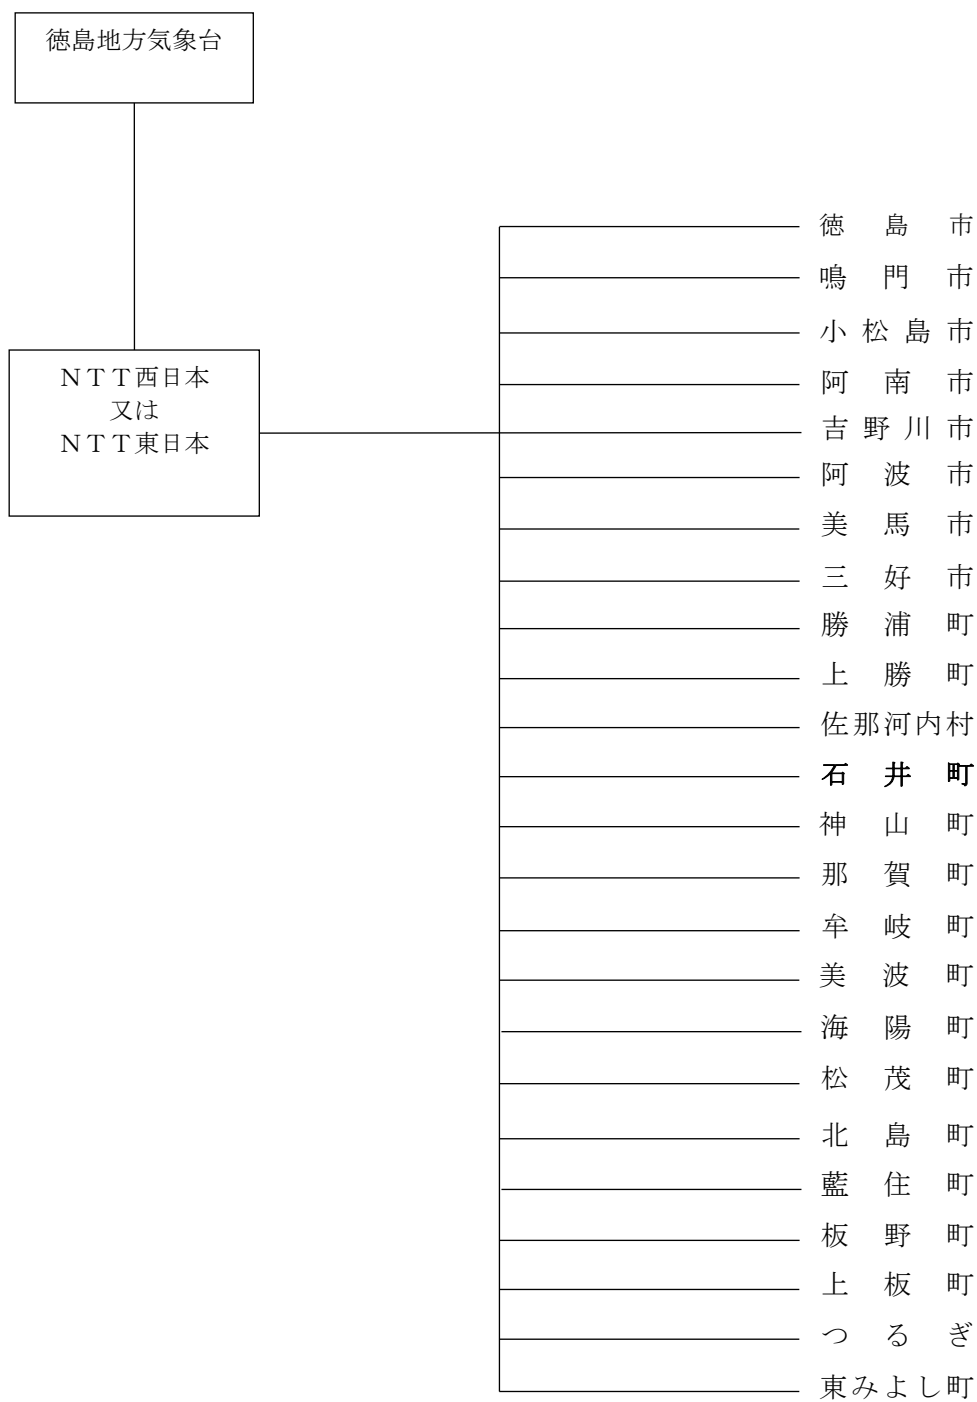 徳島地方気象台
徳島市
鳴門市
小松島市
NTT西日本
又は
NTT東日本
阿南市
吉野川市
阿波市
美馬市
三好市
勝浦町
上勝町
佐那河内村
石井町
神山町
那賀町
牟岐町
美波町
海陽町
松茂町
北島町
藍住町
板野町
上板町
つるぎ
東みよし町